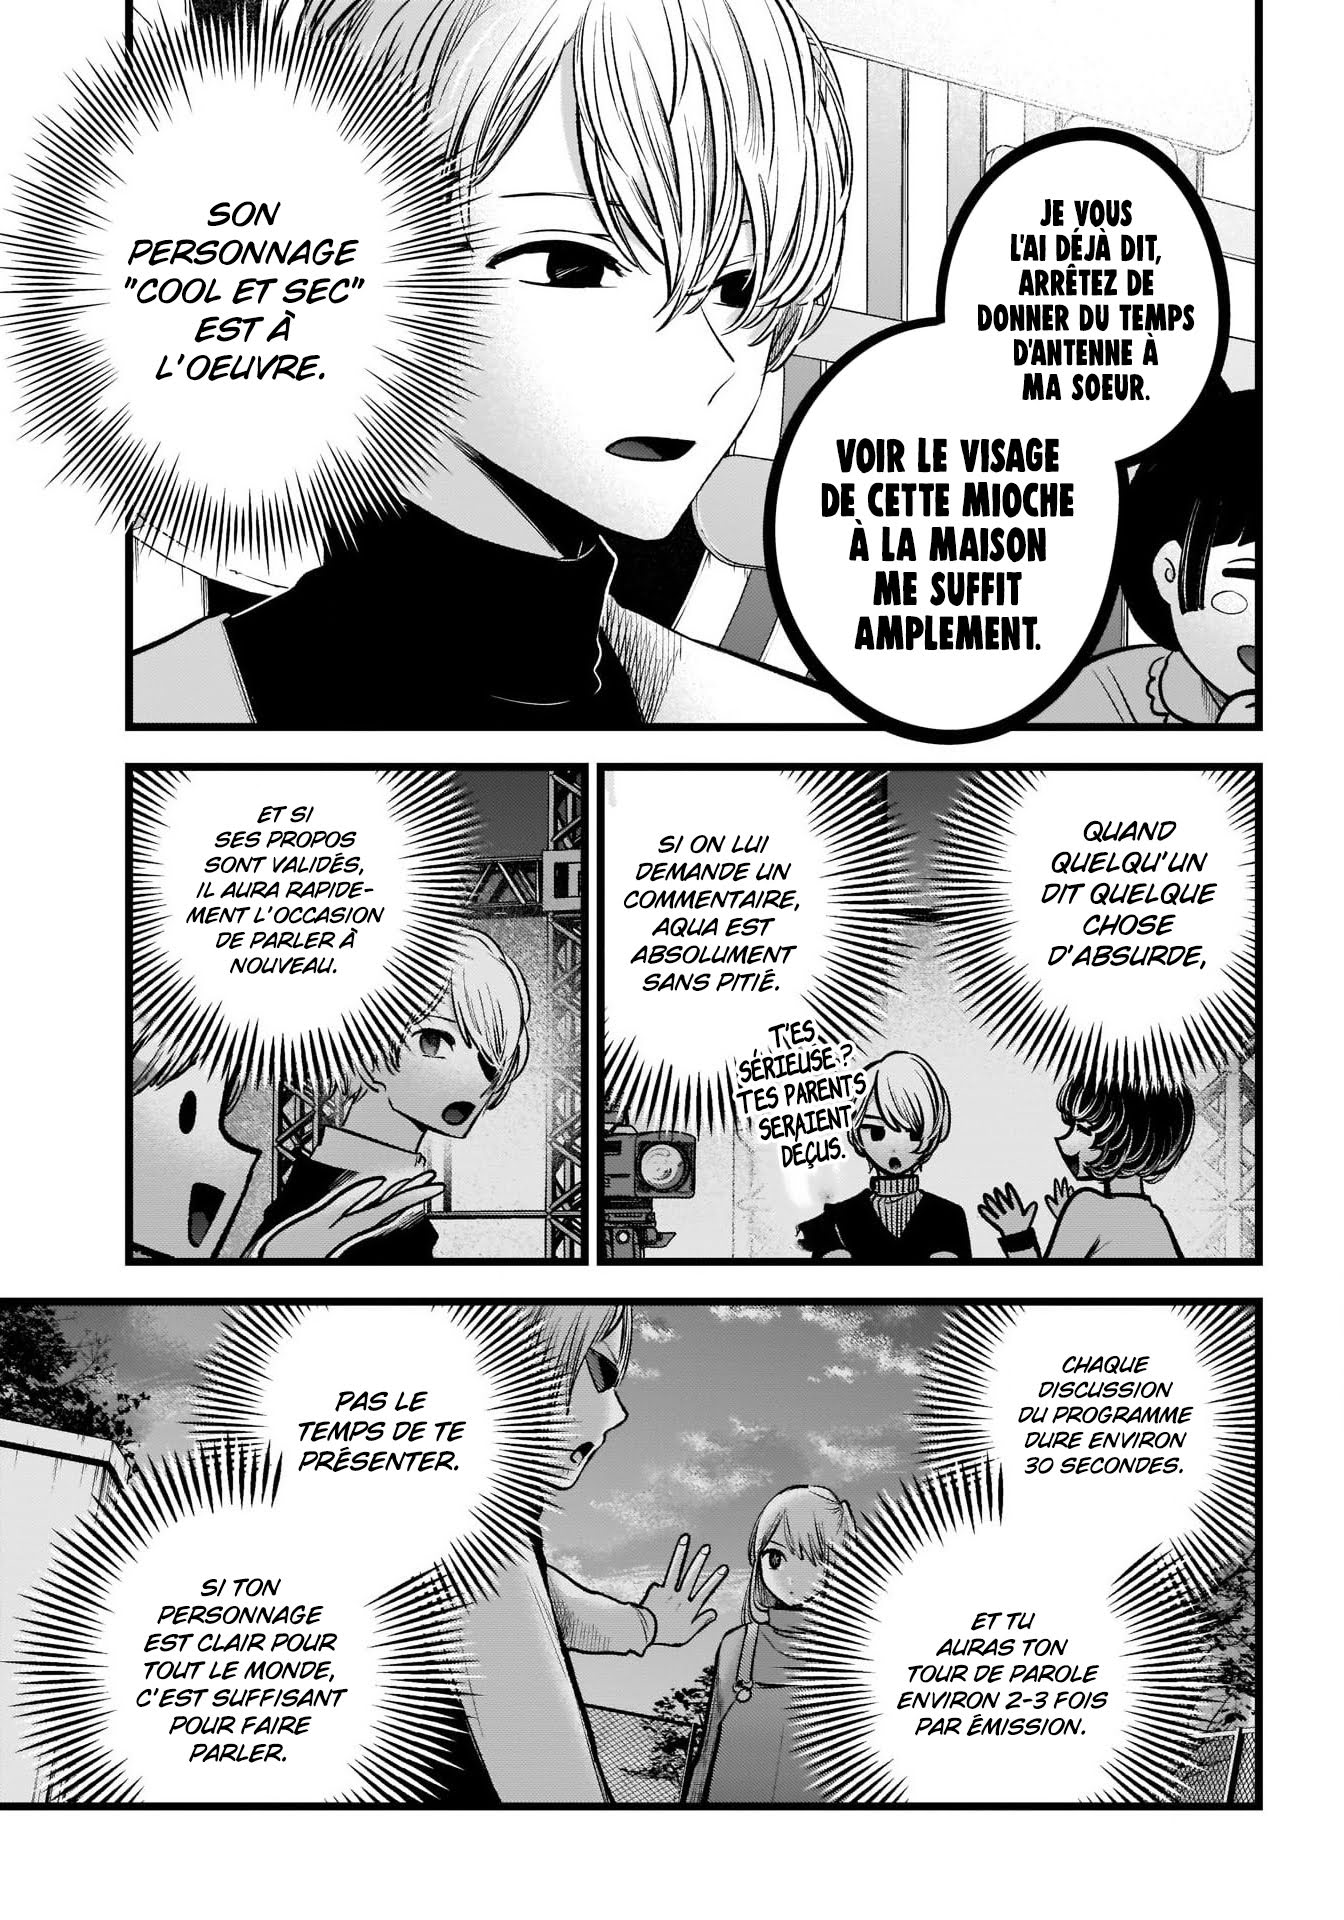 JE VOUS
L'AI DÉJÀ DIT,
ARRÊTEZ DE
DONNER DU TEMPS
D'ANTENNE À
MA SOEUR.
VOIR LE VISAGE
DE CETTE MIOCHE
À LA MAISON
ME SUFFIT
AMPLEMENT.
SON
PERSONNAGE
"COOL ET SEC"
EST À
L'OEUVRE.
QUAND
QUELQU'UN
DIT QUELQUE
CHOSE
D'ABSURDE,
SI ON LUI
DEMANDE UN
COMMENTAIRE,
AQUA EST
ABSOLUMENT
SANS PITIÉ.
T'ES
SÉRIEUSE ?
TES PARENTS
SERAIENT
DÉÇUS.
ET SI
SES PROPOS
SONT VALIDÉS,
IL AURA RAPIDE-
MENT L'OCCASION
DE PARLER À
NOUVEAU.
CHAQUE
DISCUSSION
DU PROGRAMME
DURE ENVIRON
30 SECONDES.
ET TU
AURAS TON
TOUR DE PAROLE
ENVIRON 2-3 FOIS
PAR ÉMISSION.
PAS LE
TEMPS DE TE
PRÉSENTER.
SI TON
PERSONNAGE
EST CLAIR POUR
TOUT LE MONDE,
C'EST SUFFISANT
POUR FAIRE
PARLER.